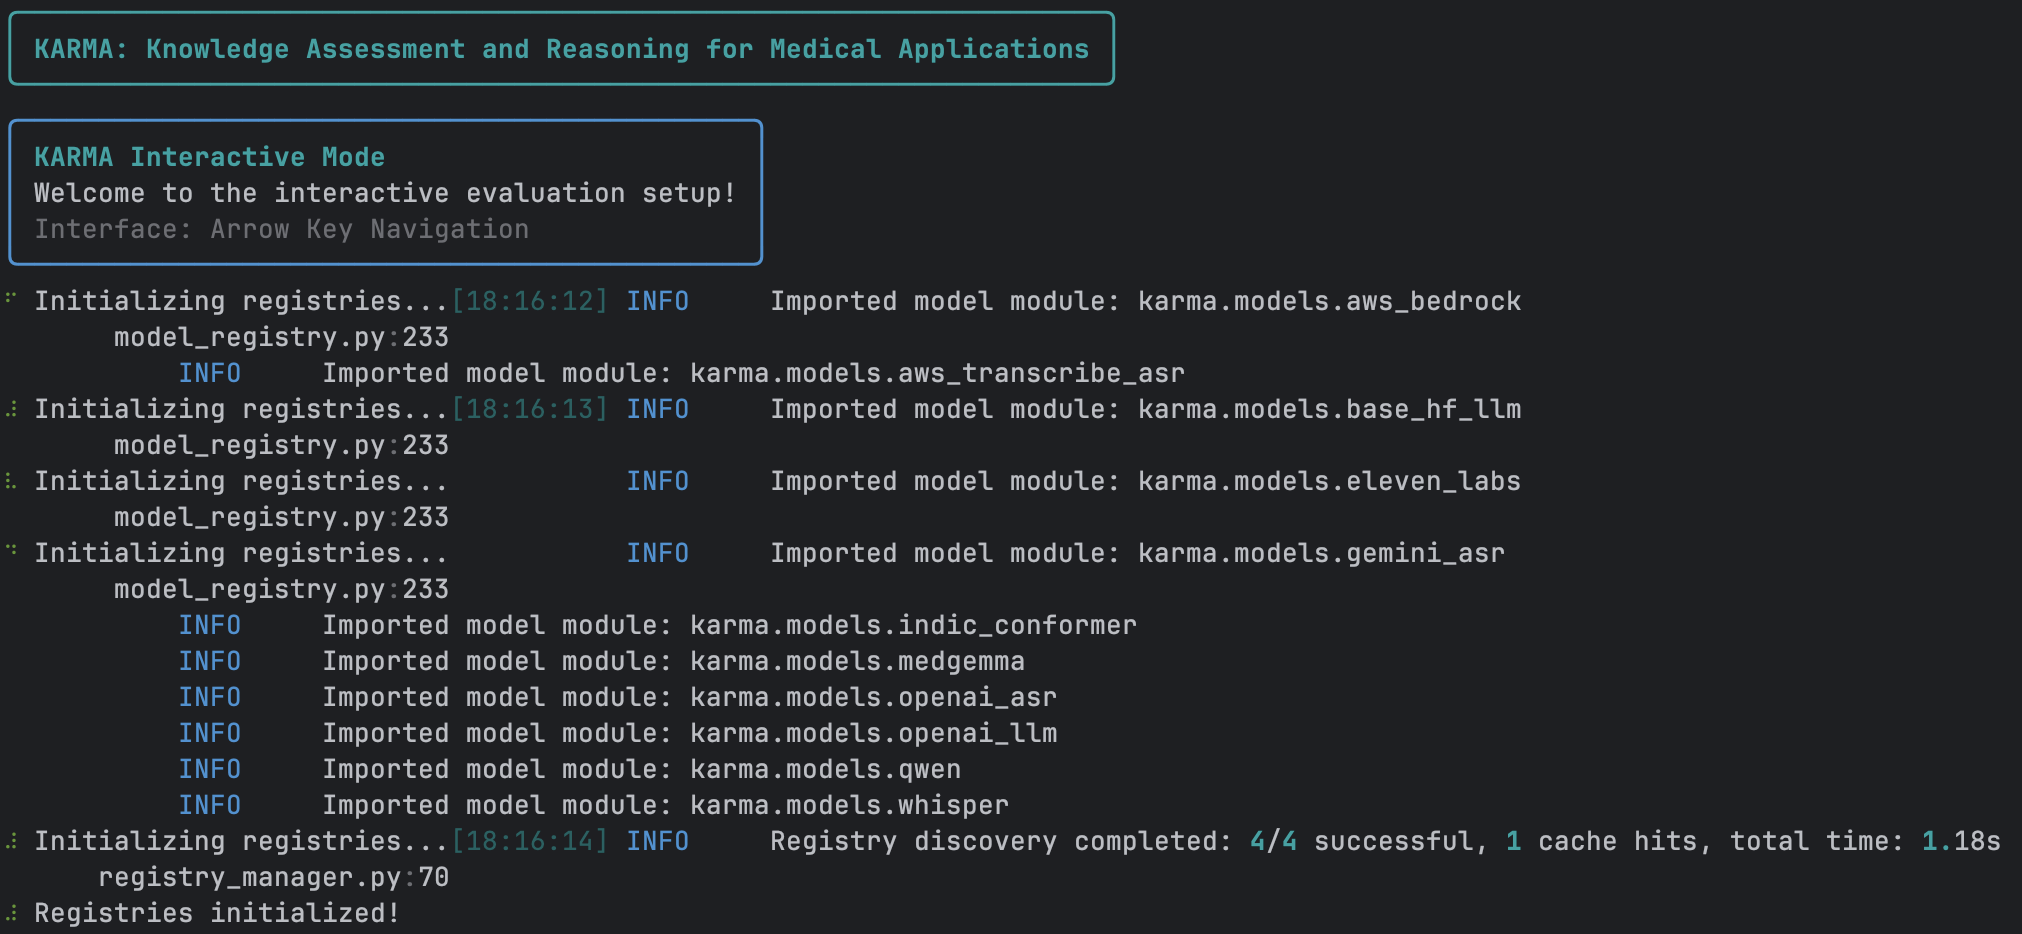 KARMA: Knowledge Assessment and Reasoning for Medical Applications
KARMA Interactive Mode
Welcome to the interactive evaluation setup!
Interface: Arrow Key Navigation
Initializing registries...[18:16:12] INFO     Imported model module: karma.models.aws_bedrock
model_registry.py:233
INFO     Imported model module: karma.models.aws_transcribe_asr
Initializing registries...[18:16:13] INFO     Imported model module: karma.models.base_hf_llm
model_registry.py:233
Initializing registries...           INFO     Imported model module: karma.models.eleven_labs
model_registry.py:233
Initializing registries...           INFO     Imported model module: karma.models.gemini_asr
model_registry.py:233
INFO     Imported model module: karma.models.indic_conformer
INFO     Imported model module: karma.models.medgemma
INFO     Imported model module: karma.models.openai_asr
INFO     Imported model module: karma.models.openai_llm
INFO     Imported model module: karma.models.qwen
INFO     Imported model module: karma.models.whisper
Initializing registries...[18:16:14] INFO     Registry discovery completed: 4/4 successful, 1 cache hits, total time: 1.18s
registry_manager.py:70
Registries initialized!